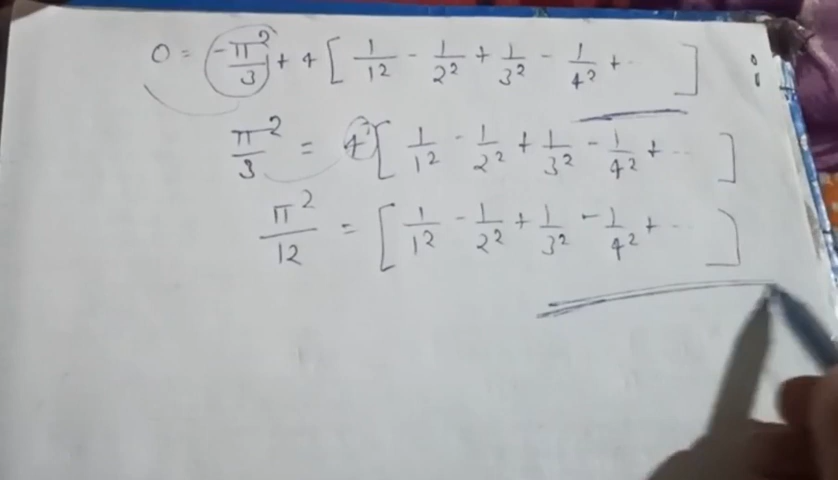 0 = -π²/3 + 4 [ 1/1² - 1/2² + 1/3² - 1/4² + ·· ]
π²/3 = 4 [ 1/1² - 1/2² + 1/3² - 1/4² + ··· ]
π²/12 = [ 1/1² - 1/2² + 1/3² - 1/4² + ··· ]